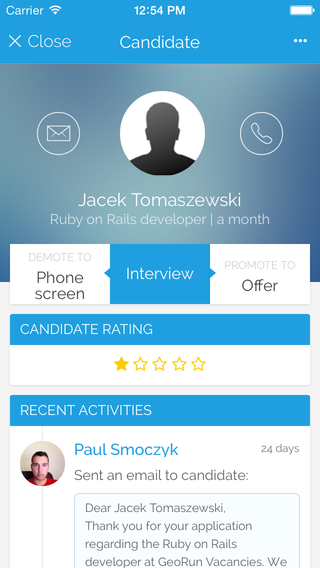 Carrier 12:54 PM
Close Candidate
Jacek Tomaszewski
Ruby on Rails developer | a month
DEMOTE TO
Phone
screen
Interview
PROMOTE TO
Offer
CANDIDATE RATING
RECENT ACTIVITIES
Paul Smoczyk 24 days
Sent an email to candidate:
Dear Jacek Tomaszewski,
Thank you for your application
regarding the Ruby on Rails
developer at GeoRun Vacancies. We